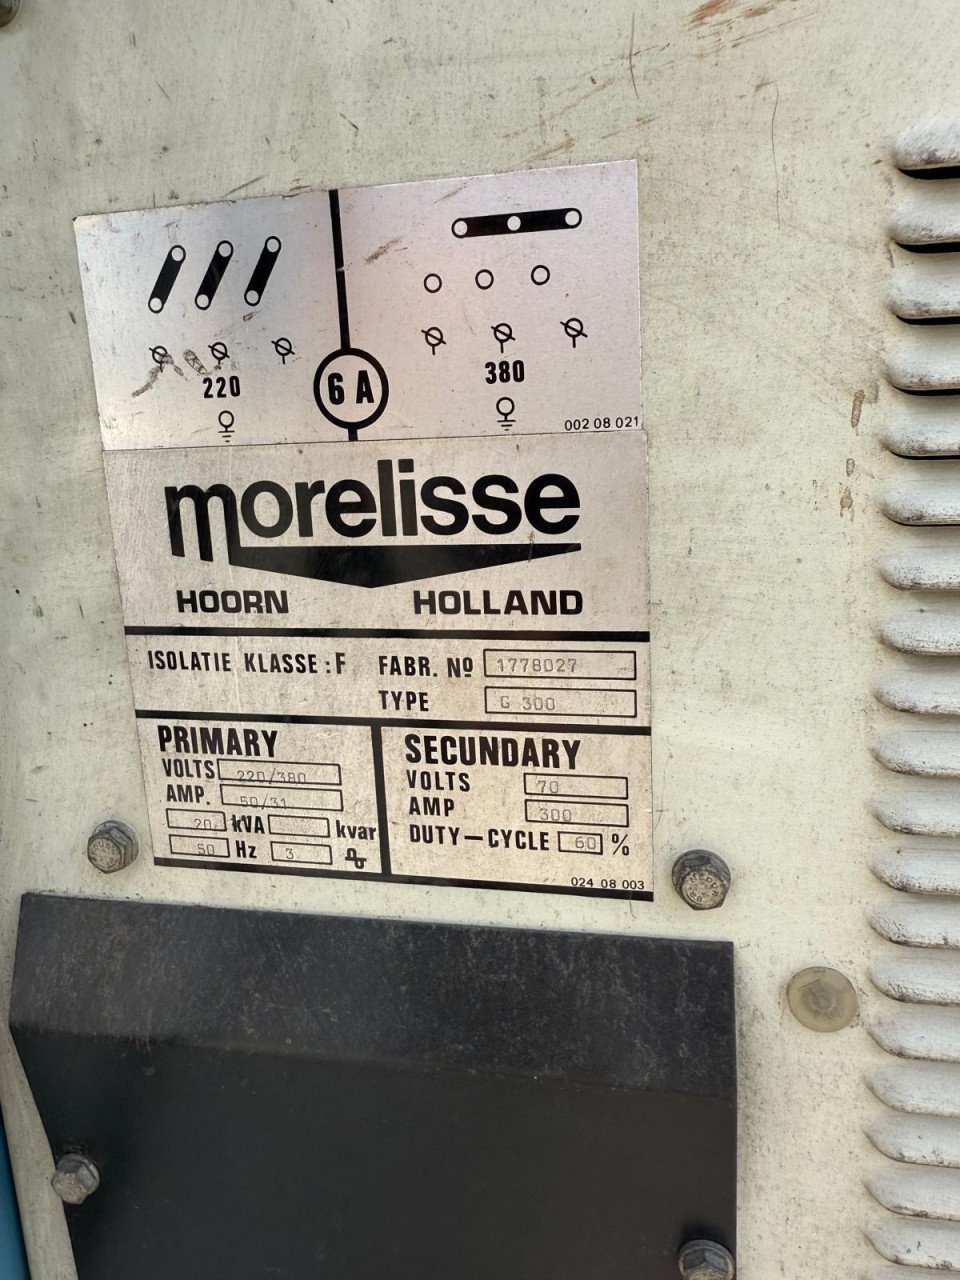 220
6 A
380
002 08 021
morelisse
HOORN HOLLAND
ISOLATIE KLASSE : F FABR. Nº 1778027
TYPE G 300
PRIMARY
VOLTS 220/380
AMP. 50/31
20 kVA kvar
50 Hz 3
SECUNDARY
VOLTS 70
AMP 300
DUTY—CYCLE 60 %
024 08 003